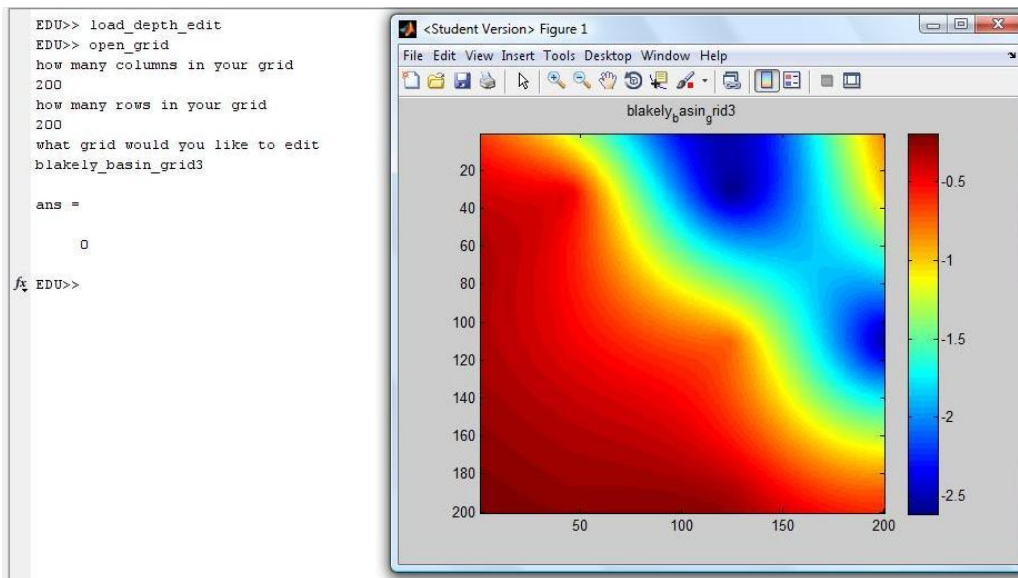 EDU>> load_depth_edit
EDU>> open_grid
how many columns in your grid
200
how many rows in your grid
200
what grid would you like to edit
blakely_basin_grid3
ans =
0
fx EDU>>
<Student Version> Figure 1
File Edit View Insert Tools Desktop Window Help
blakely_basin_grid3
20
40
60
80
100
120
140
160
180
200
50
100
150
200
-0.5
-1
-1.5
-2
-2.5